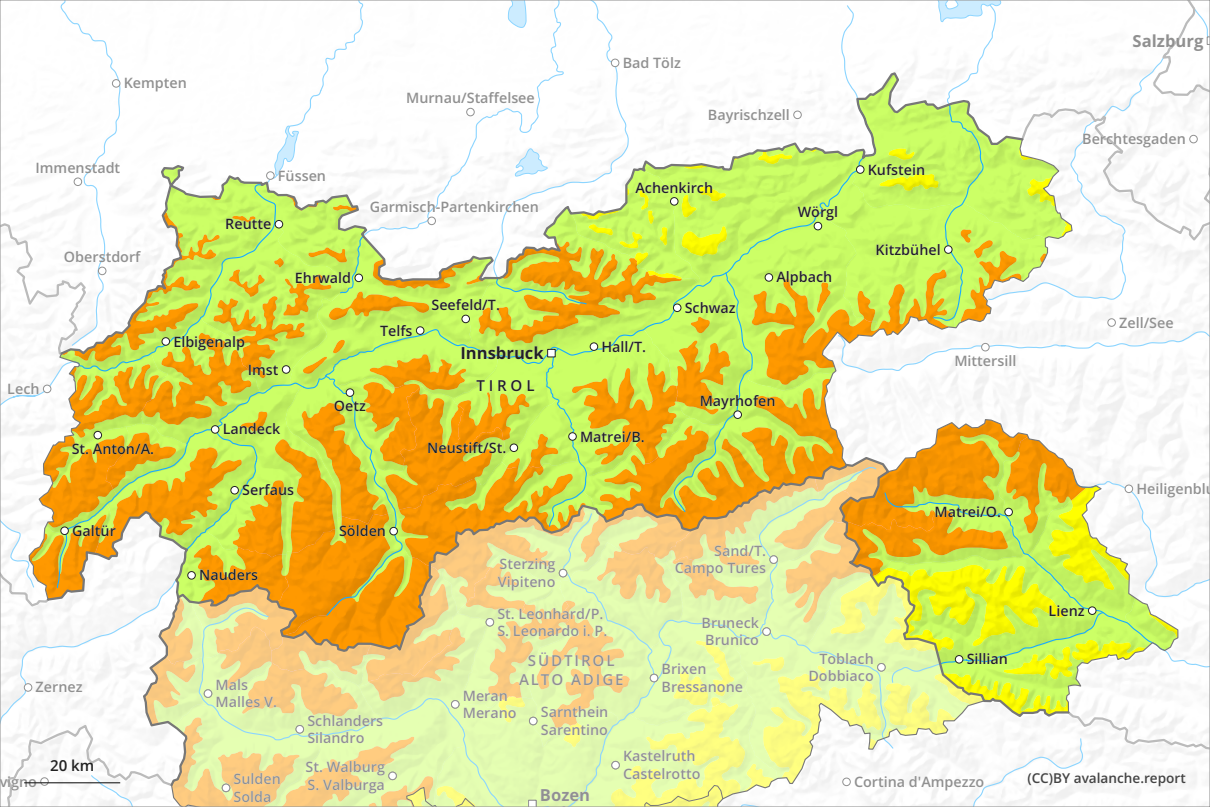 Salzburg
Bad Tölz
Kempten
Murnau/Staffelsee
Bayrischzell
Berchtesgaden
Immenstadt
Füssen
Kufstein
Achenkirch
Garmisch-Partenkirchen
Reutte
Wörgl
Oberstdorf
Kitzbühel
Ehrwald
Alpbach
Seefeld/T.
Schwaz
Telfs
Zell/See
Elbigenalp
Innsbruck
Hall/T.
Mittersill
Imst
TIROL
Lech
Oetz
Mayrhofen
Landeck
St. Anton/A.
Neustift/St.
Matrei/B.
Serfaus
Heiligenblu
Matrei/O.
Galtür
Sölden
Sand/T.
Campo Tures
Sterzing
Vipiteno
Nauders
Lienz
St. Leonhard/P.
S. Leonardo i. P.
Bruneck
Brunico
SÜDTIROL
ALTO ADIGE
Toblach
Dobbiaco
Sillian
Zernez
Mals
Malles V.
Brixen
Bressanone
Meran
Merano
Sarnthein
Sarentino
Schlanders
Silandro
Kastelruth
Castelrotto
20 km
St. Walburg
S. Valburga
Sulden
Solda
vigno
Cortina d'Ampezzo
(CC)BY avalanche.report
Bozen